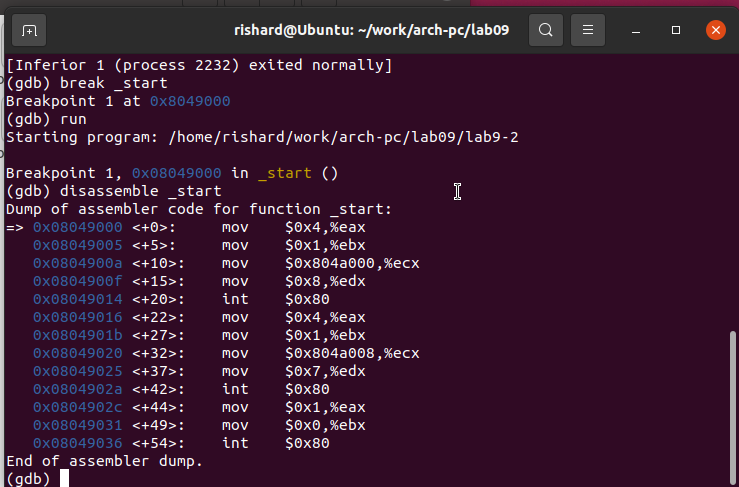 rishard@Ubuntu: ~/work/arch-pc/lab09
[Inferior 1 (process 2232) exited normally]
(gdb) break _start
Breakpoint 1 at 0x8049000
(gdb) run
Starting program: /home/rishard/work/arch-pc/lab09/lab9-2

Breakpoint 1, 0x08049000 in _start ()
(gdb) disassemble _start
Dump of assembler code for function _start:
=> 0x08049000 <+0>:     mov    $0x4,%eax
   0x08049005 <+5>:     mov    $0x1,%ebx
   0x0804900a <+10>:    mov    $0x804a000,%ecx
   0x0804900f <+15>:    mov    $0x8,%edx
   0x08049014 <+20>:    int    $0x80
   0x08049016 <+22>:    mov    $0x4,%eax
   0x0804901b <+27>:    mov    $0x1,%ebx
   0x08049020 <+32>:    mov    $0x804a008,%ecx
   0x08049025 <+37>:    mov    $0x7,%edx
   0x0804902a <+42>:    int    $0x80
   0x0804902c <+44>:    mov    $0x1,%eax
   0x08049031 <+49>:    mov    $0x0,%ebx
   0x08049036 <+54>:    int    $0x80
End of assembler dump.
(gdb)